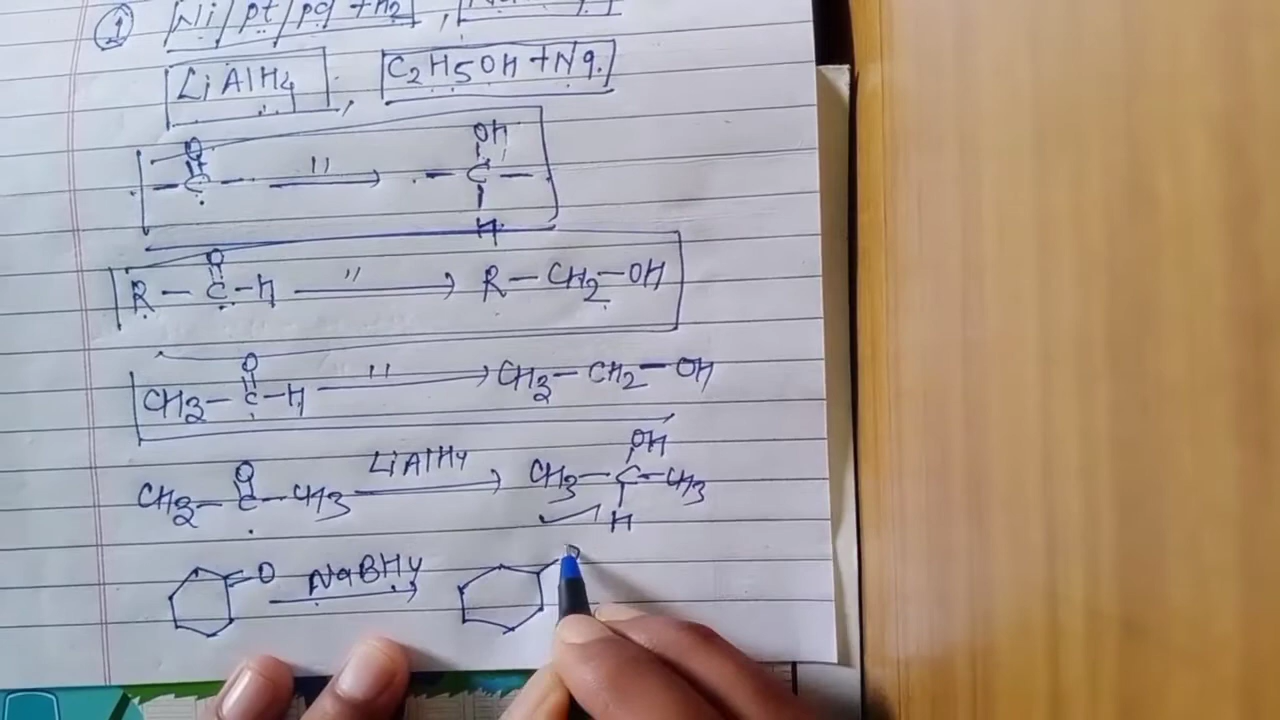 ① Ni/pt/pd + H2,
LiAlH4, C2H5OH + Na.
O OH
— C — " → — C —
H
O
R — C — H " → R — CH2 — OH
O
CH3 — C — H " → CH3 — CH2 — OH
O LiAlH4 OH
CH3 — C — CH3 → CH3 — C — CH3
H
O NaBH4 →